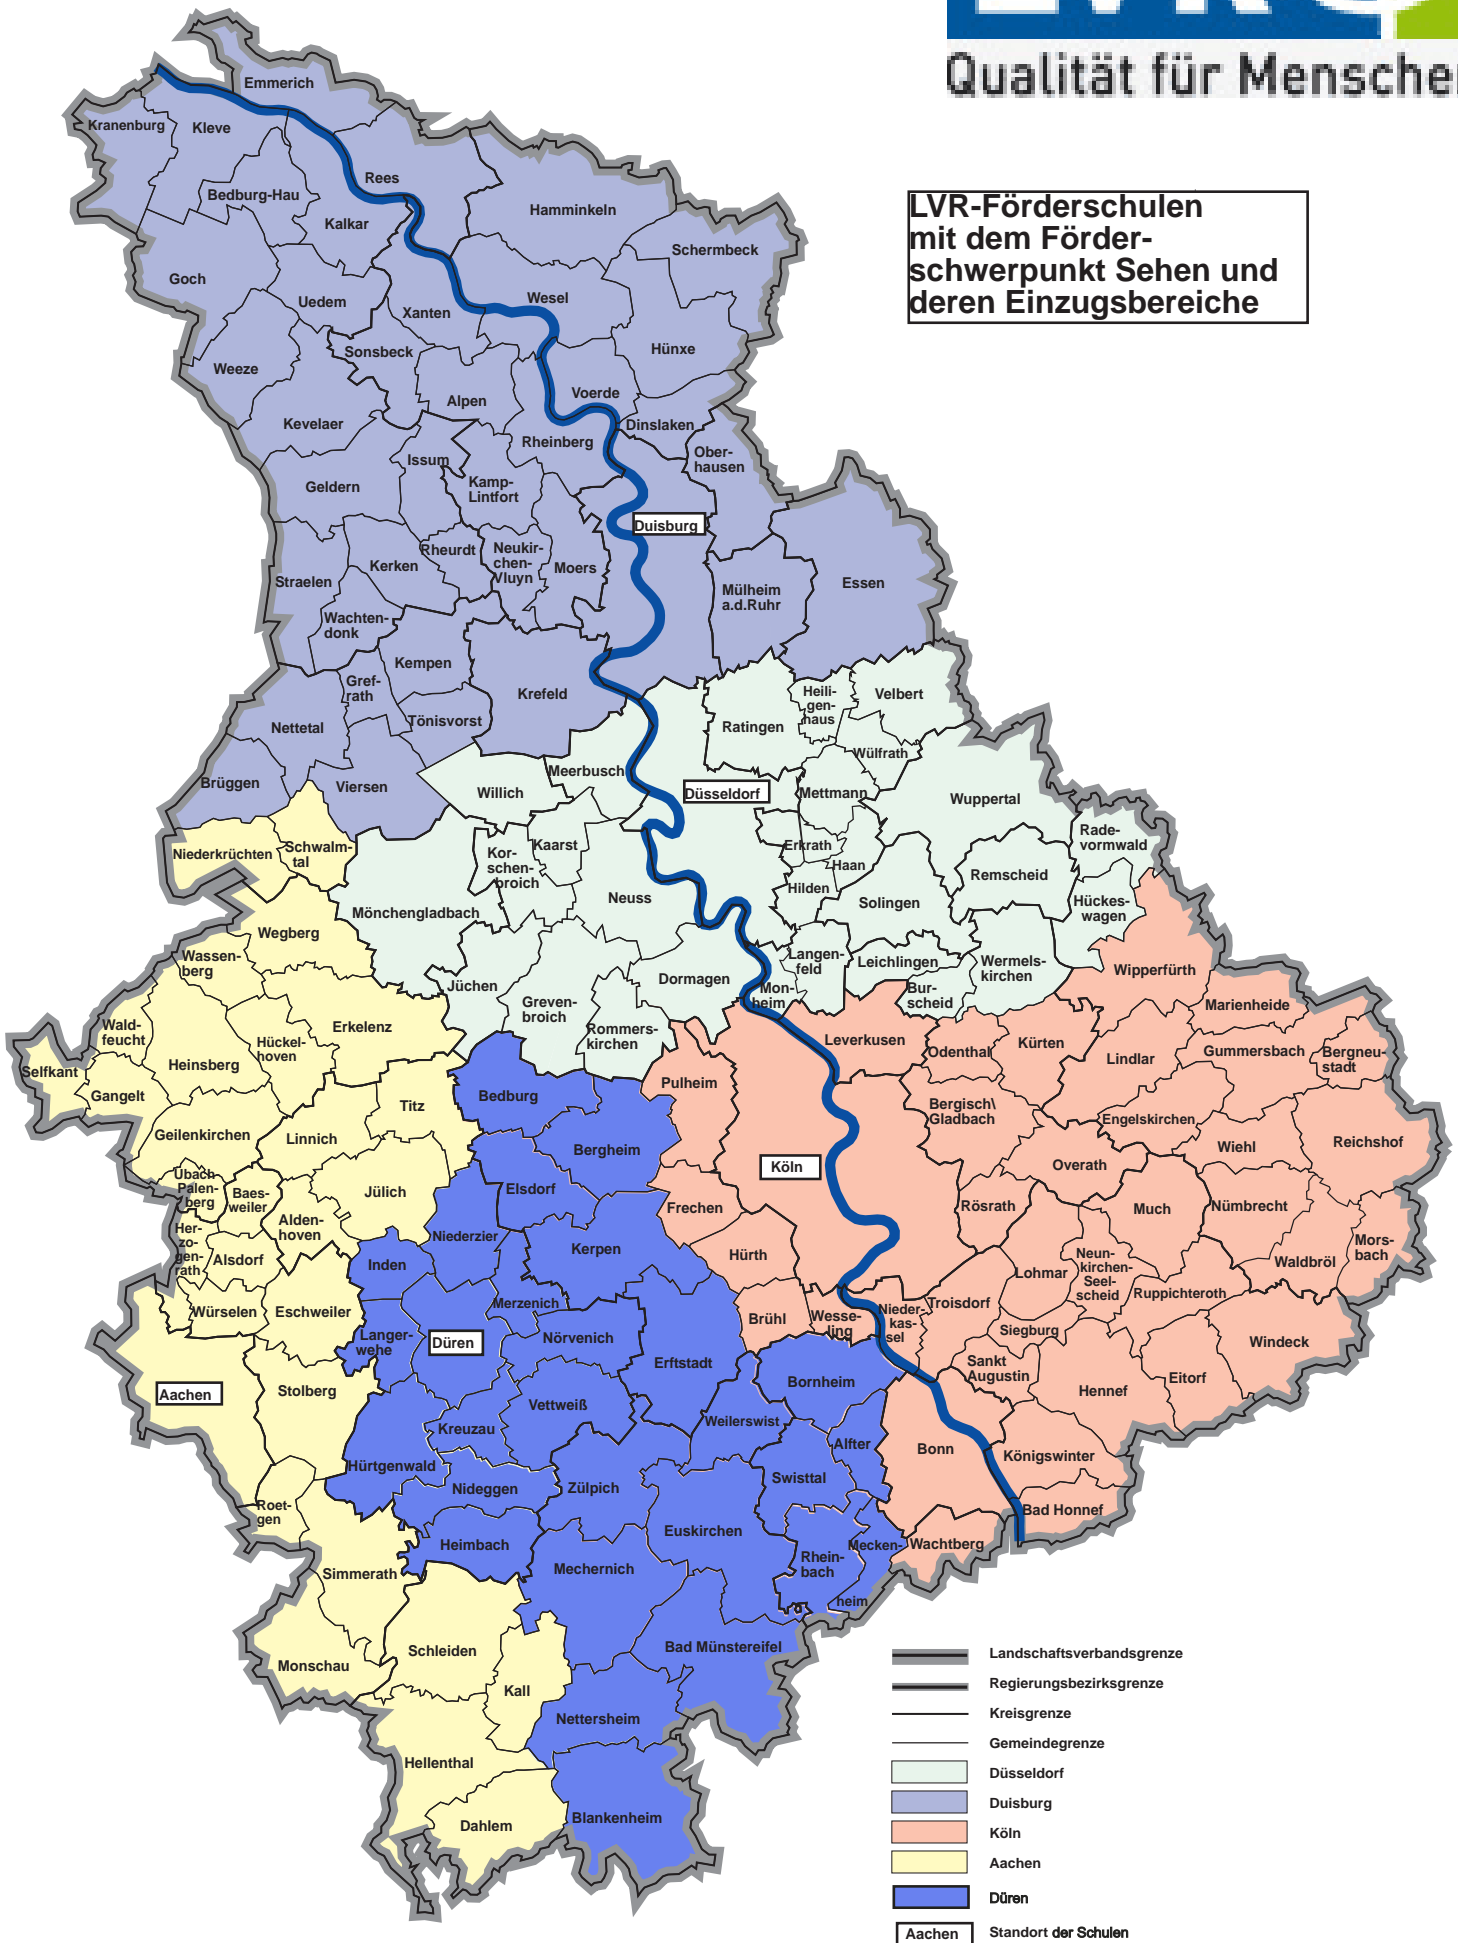 Qualität für Menschen
LVR-Förderschulen
mit dem Förder-
schwerpunkt Sehen und
deren Einzugsbereiche
Emmerich
Kranenburg
Kleve
Rees
Bedburg-Hau
Kalkar
Hamminkeln
Schermbeck
Goch
Uedem
Wesel
Xanten
Sonsbeck
Hünxe
Weeze
Alpen
Voerde
Kevelaer
Dinslaken
Rheinberg
Issum
Ober-
hausen
Geldern
Kamp-
Lintfort
Duisburg
Rheurdt
Neukir-
chen-
Vluyn
Kerken
Moers
Straelen
Mülheim
a.d.Ruhr
Essen
Wachten-
donk
Kempen
Gref-
rath
Krefeld
Tönisvorst
Nettetal
Heili-
gen-
haus
Velbert
Ratingen
Wülfrath
Brüggen
Viersen
Meerbusch
Willich
Düsseldorf
Mettmann
Wuppertal
Niederkrüchten
Schwalm-
tal
Kor-
schen-
broich
Kaarst
Erkrath
Haan
Rade-
vormwald
Hilden
Remscheid
Neuss
Solingen
Hückes-
wagen
Mönchengladbach
Wegberg
Wassen-
berg
Langen-
feld
Leichlingen
Wermels-
kirchen
Wipperfürth
Jüchen
Dormagen
Mon-
heim
Bur-
scheid
Greven-
broich
Rommers-
kirchen
Marienheide
Wald-
feucht
Erkelenz
Hückel-
hoven
Heinsberg
Leverkusen
Odenthal
Kürten
Lindlar
Gummersbach
Bergneu-
stadt
Selfkant
Gangelt
Titz
Bedburg
Pulheim
Bergisch\
Gladbach
Engelskirchen
Geilenkirchen
Linnich
Bergheim
Wiehl
Reichshof
Köln
Overath
Übach-
Palen-
berg
Baes-
weiler
Jülich
Elsdorf
Frechen
Rösrath
Much
Nümbrecht
Alden-
hoven
Her-
zo-
gen-
rath
Alsdorf
Niederzier
Kerpen
Hürth
Inden
Lohmar
Neun-
kirchen-
Seel-
scheid
Waldbröl
Mors-
bach
Ruppichteroth
Würselen
Eschweiler
Merzenich
Brühl
Wesse-
ling
Nieder-
kas-
sel
Troisdorf
Siegburg
Langer-
wehe
Düren
Nörvenich
Windeck
Erftstadt
Sankt
Augustin
Aachen
Stolberg
Bornheim
Hennef
Eitorf
Vettweiß
Weilerswist
Kreuzau
Alfter
Bonn
Königswinter
Hürtgenwald
Swisttal
Nideggen
Zülpich
Roet-
gen
Bad Honnef
Euskirchen
Heimbach
Mecken-
heim
Wachtberg
Rhein-
bach
Mechernich
Simmerath
Schleiden
Bad Münstereifel
Monschau
Kall
Nettersheim
Hellenthal
Blankenheim
Dahlem
Landschaftsverbandsgrenze
Regierungsbezirksgrenze
Kreisgrenze
Gemeindegrenze
Düsseldorf
Duisburg
Köln
Aachen
Düren
Aachen Standort der Schulen